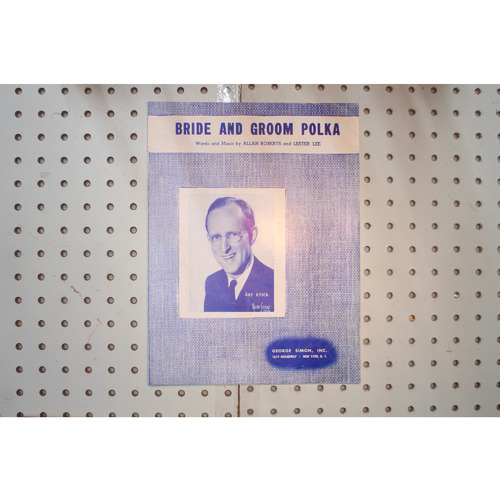 BRIDE AND GROOM POLKA
Words and Music by ALLAN ROBERTS and LESTER LEE
KAY KYSER
GEORGE SIMON, INC.
1619 BROADWAY • NEW YORK, N. Y.